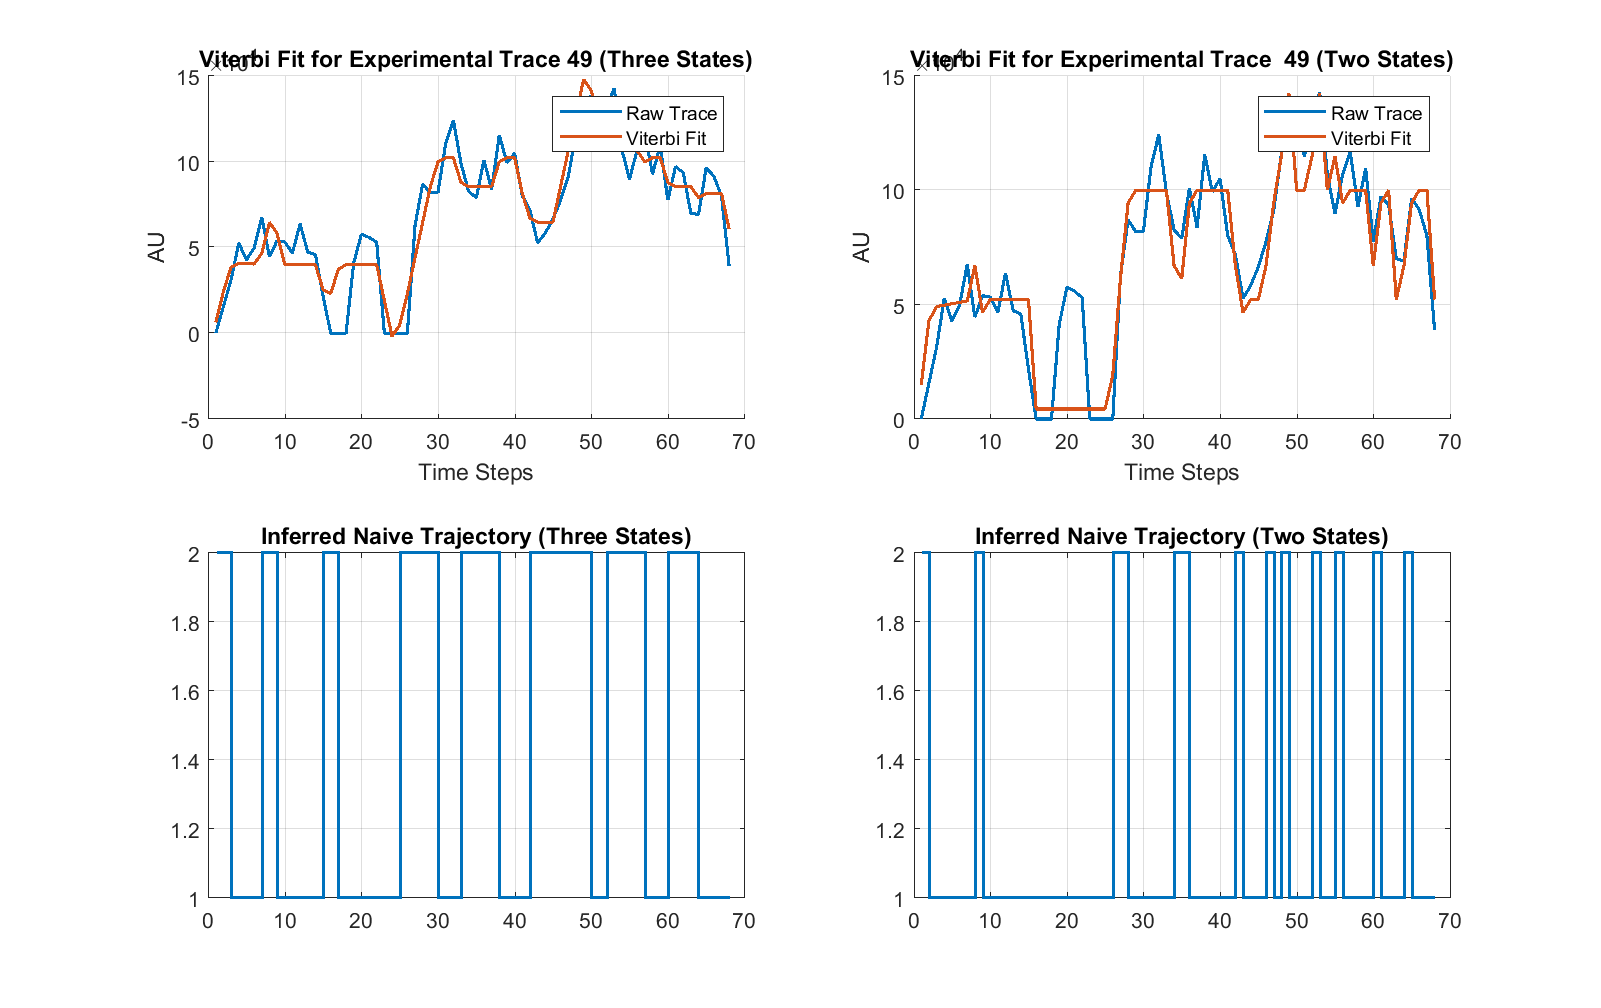 Viterbi Fit for Experimental Trace 49 (Three States)
15
10
5
0
-5
AU
Raw Trace
Viterbi Fit
0 10 20 30 40 50 60 70
Time Steps
Viterbi Fit for Experimental Trace  49 (Two States)
15
10
5
0
AU
Raw Trace
Viterbi Fit
0 10 20 30 40 50 60 70
Time Steps
Inferred Naive Trajectory (Three States)
2
1.8
1.6
1.4
1.2
1
0 10 20 30 40 50 60 70
Inferred Naive Trajectory (Two States)
2
1.8
1.6
1.4
1.2
1
0 10 20 30 40 50 60 70